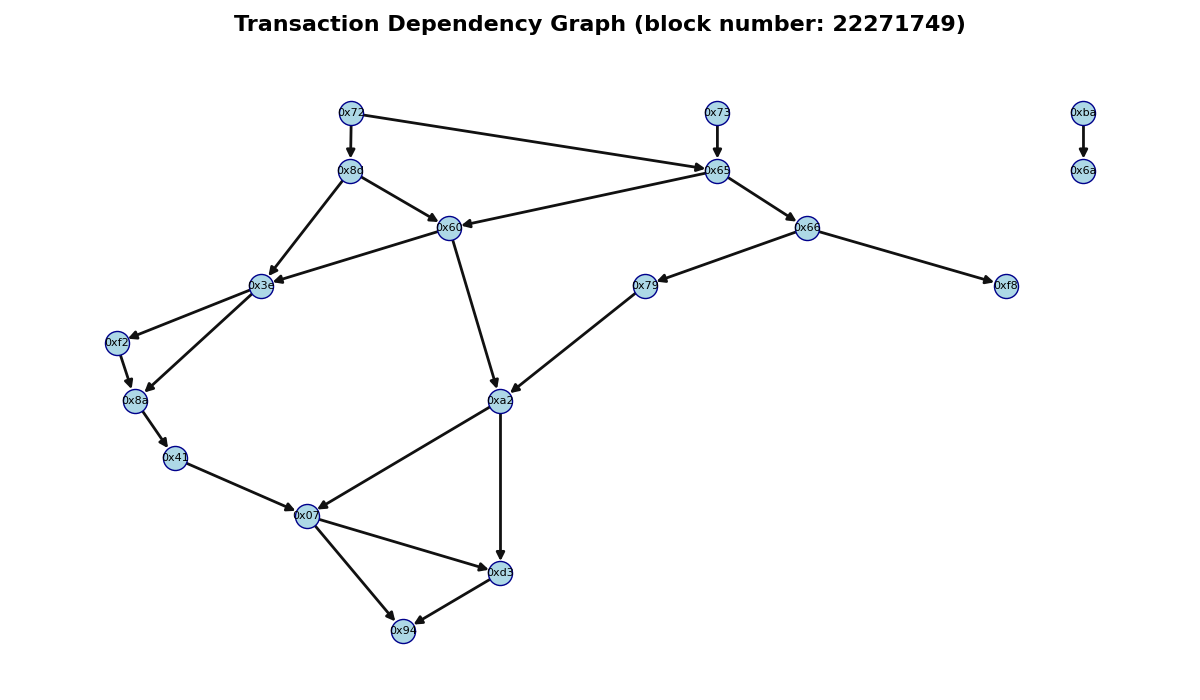 Transaction Dependency Graph (block number: 22271749)
0x72
0x73
0xba
0x8d
0x65
0x6a
0x60
0x66
0x3e
0x79
0xf8
0xf2
0x8a
0xa2
0x41
0x07
0xd3
0x94